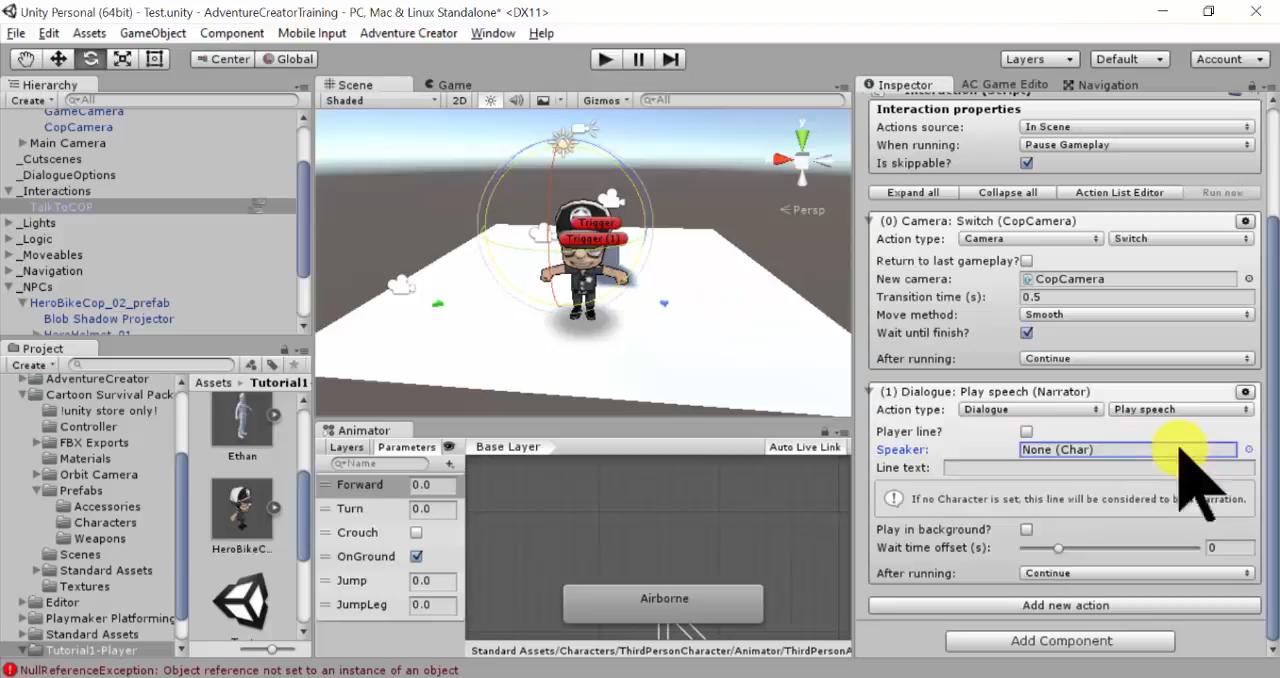 Unity Personal (64bit) - Test.unity - AdventureCreatorTraining - PC, Mac & Linux Standalone* <DX11>
File Edit Assets GameObject Component Mobile Input Adventure Creator Window Help
Center Global Layers Default Account
Hierarchy
Create All
GameCamera
CopCamera
Main Camera
_Cutscenes
_DialogueOptions
_Interactions
TalkToCOP
_Lights
_Logic
_Moveables
_Navigation
_NPCs
HeroBikeCop_02_prefab
Blob Shadow Projector
HeroHelmet_01
Scene Game
Shaded 2D Gizmos All
y
Persp
Trigger
Trigger (1)
Project
Create
AdventureCreator
Cartoon Survival Pack
!unity store only!
Controller
FBX Exports
Materials
Orbit Camera
Prefabs
Accessories
Characters
Weapons
Scenes
Standard Assets
Textures
Editor
Playmaker Platforming
Standard Assets
Tutorial1-Player
Assets Tutorial1
Ethan
HeroBikeC...
Animator
Layers Parameters Base Layer Auto Live Link
Name
Forward 0.0
Turn 0.0
Crouch
OnGround
Jump 0.0
JumpLeg 0.0
Airborne
Standard Assets/Characters/ThirdPersonCharacter/Animator/ThirdPersonA
Inspector AC Game Edito Navigation
Interaction properties
Actions source: In Scene
When running: Pause Gameplay
Is skippable?
Expand all Collapse all Action List Editor Run now
(0) Camera: Switch (CopCamera)
Action type: Camera Switch
Return to last gameplay?
New camera: CopCamera
Transition time (s): 0.5
Move method: Smooth
Wait until finish?
After running: Continue
(1) Dialogue: Play speech (Narrator)
Action type: Dialogue Play speech
Player line?
Speaker: None (Char)
Line text:
If no Character is set, this line will be considered to b narration.
Play in background?
Wait time offset (s): 0
After running: Continue
Add new action
Add Component
NullReferenceException: Object reference not set to an instance of an object